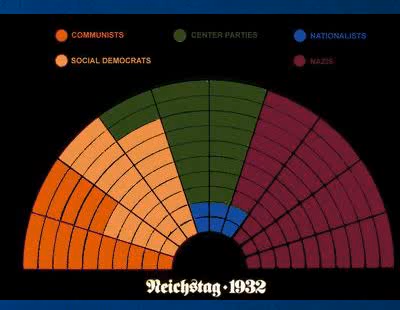 COMMUNISTS
CENTER PARTIES
NATIONALISTS
SOCIAL DEMOCRATS
NAZIS
Reichstag · 1932